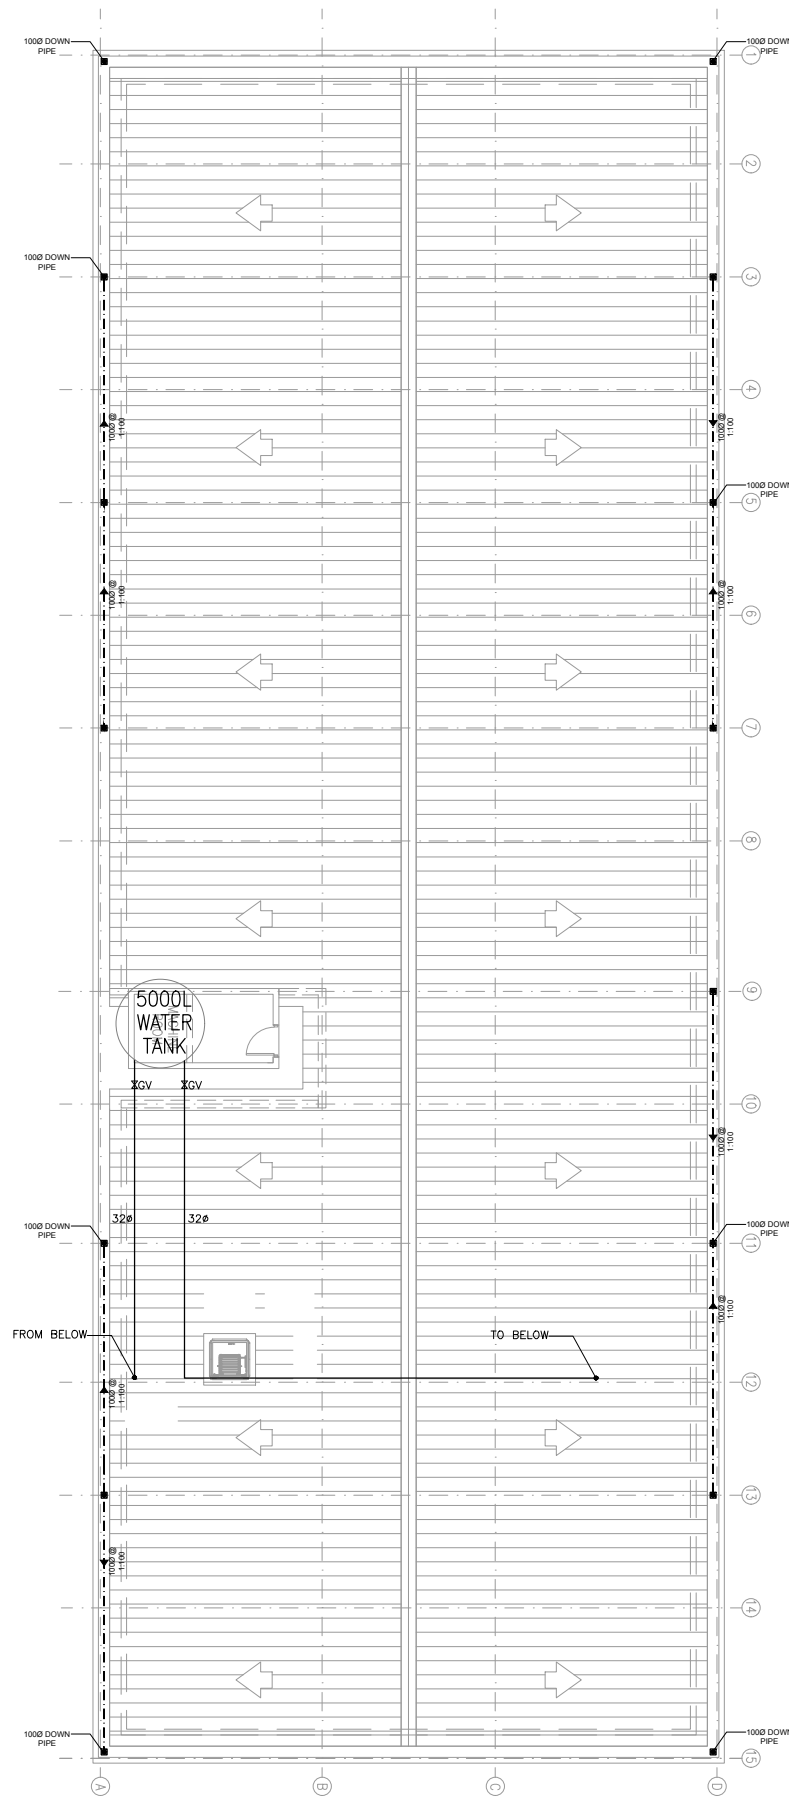 100Ø DOWN
PIPE
100Ø DOWN
PIPE
1
2
100Ø DOWN
PIPE
3
4
100Ø @
1:100
100Ø @
1:100
100Ø DOWN
PIPE
5
100Ø @
1:100
100Ø @
1:100
6
7
8
9
5000L
WATER
TANK
GV
GV
10
100Ø @
1:100
32ø
32ø
100Ø DOWN
PIPE
100Ø DOWN
PIPE
11
100Ø @
1:100
FROM BELOW
TO BELOW
12
100Ø @
1:100
13
100Ø @
1:100
14
100Ø DOWN
PIPE
100Ø DOWN
PIPE
15
A
B
C
D